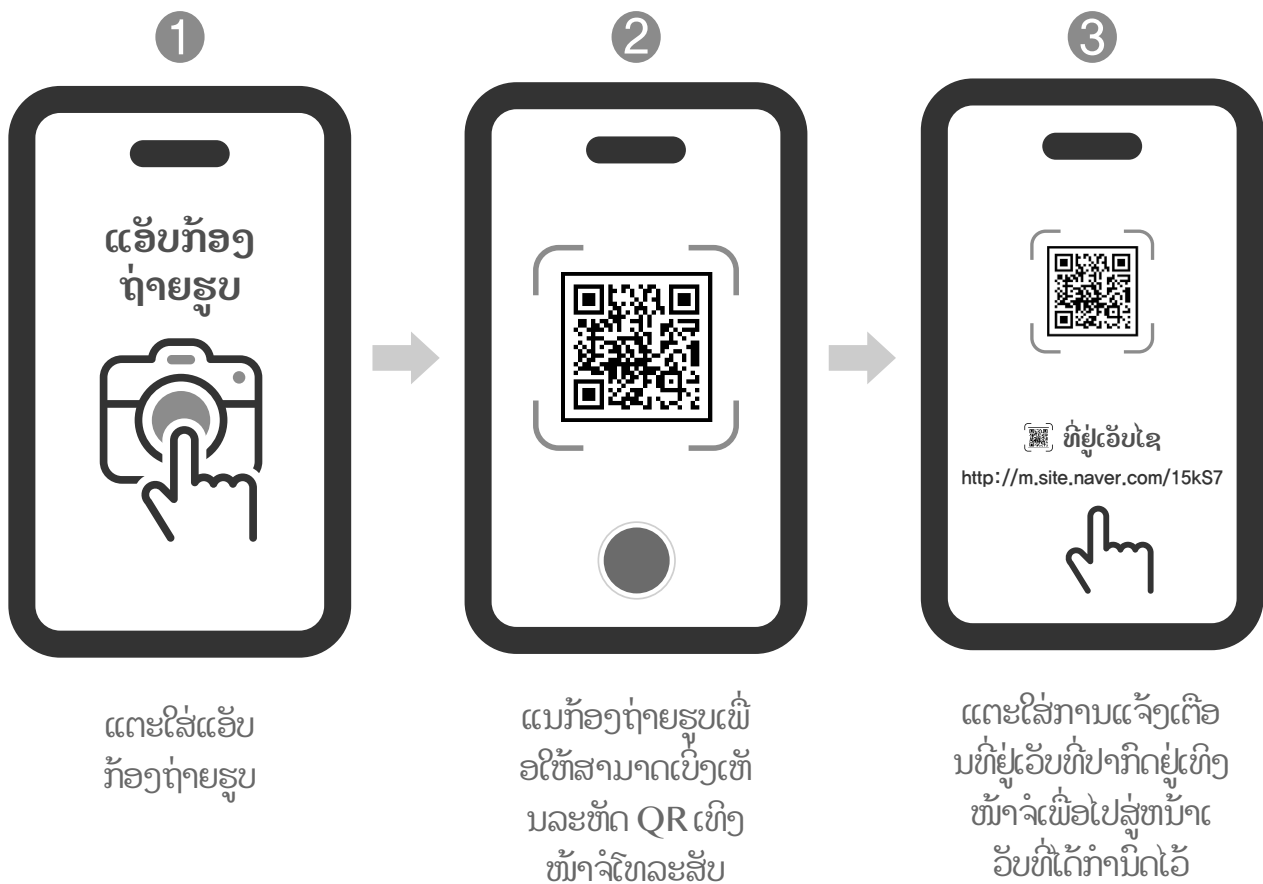 1
2
3
ແອັບກ້ອງ
ຖ່າຍຮູບ
ທີ່ຢູ່ເວັບໄຊ
http://m.site.naver.com/15kS7
ແຕະໃສ່ແອັບ
ກ້ອງຖ່າຍຮູບ
ແນກ້ອງຖ່າຍຮູບເພື່
ອໃຫ້ສາມາດເບິ່ງເຫັ
ນລະຫັດ QR ເທິງ
ໜ້າຈໍໂທລະສັບ
ແຕະໃສ່ການແຈ້ງເຕືອ
ນທີ່ຢູ່ເວັບທີ່ປາກົດຢູ່ເທິງ
ໜ້າຈໍເພື່ອໄປສູ່ຫນ້າເ
ວັບທີ່ໄດ້ກຳນົດໄວ້